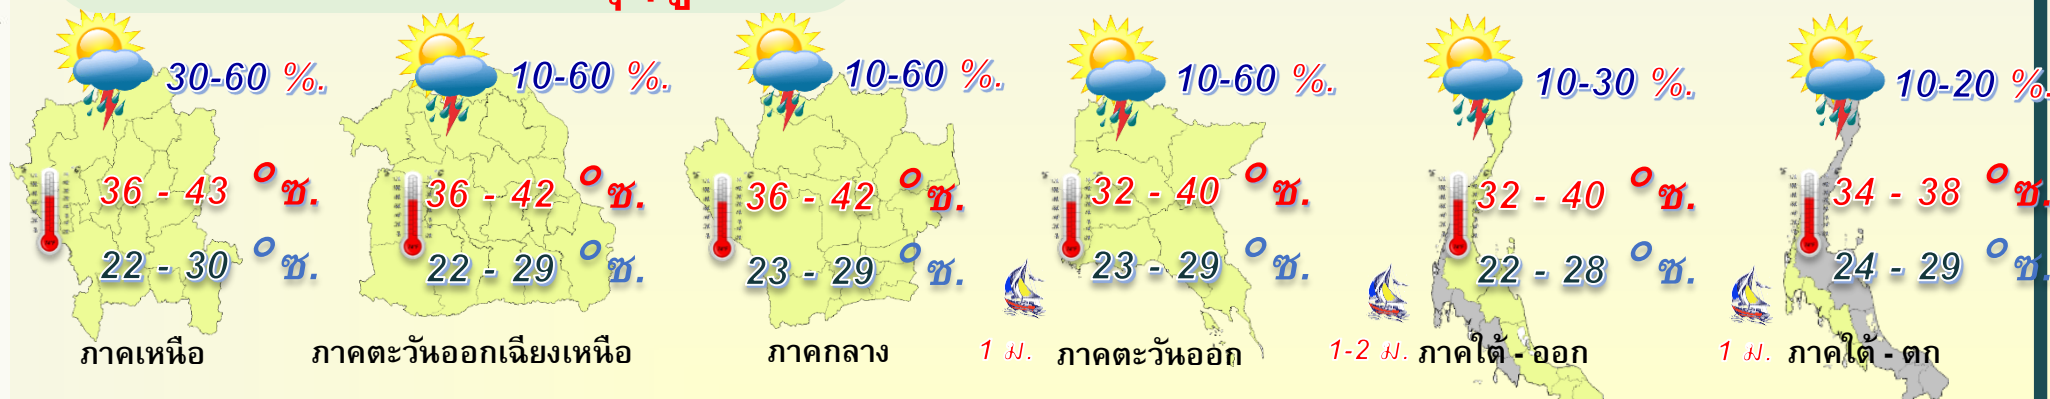 30-60 %.
36 - 43 °ซ.
22 - 30 °ซ.
ภาคเหนือ
10-60 %.
36 - 42 °ซ.
22 - 29 °ซ.
ภาคตะวันออกเฉียงเหนือ
10-60 %.
36 - 42 °ซ.
23 - 29 °ซ.
ภาคกลาง
10-60 %.
32 - 40 °ซ.
23 - 29 °ซ.
1 ม.
ภาคตะวันออก
10-30 %.
32 - 40 °ซ.
22 - 28 °ซ.
1-2 ม.
ภาคใต้ - ออก
10-20 %.
34 - 38 °ซ.
24 - 29 °ซ.
1 ม.
ภาคใต้ - ตก